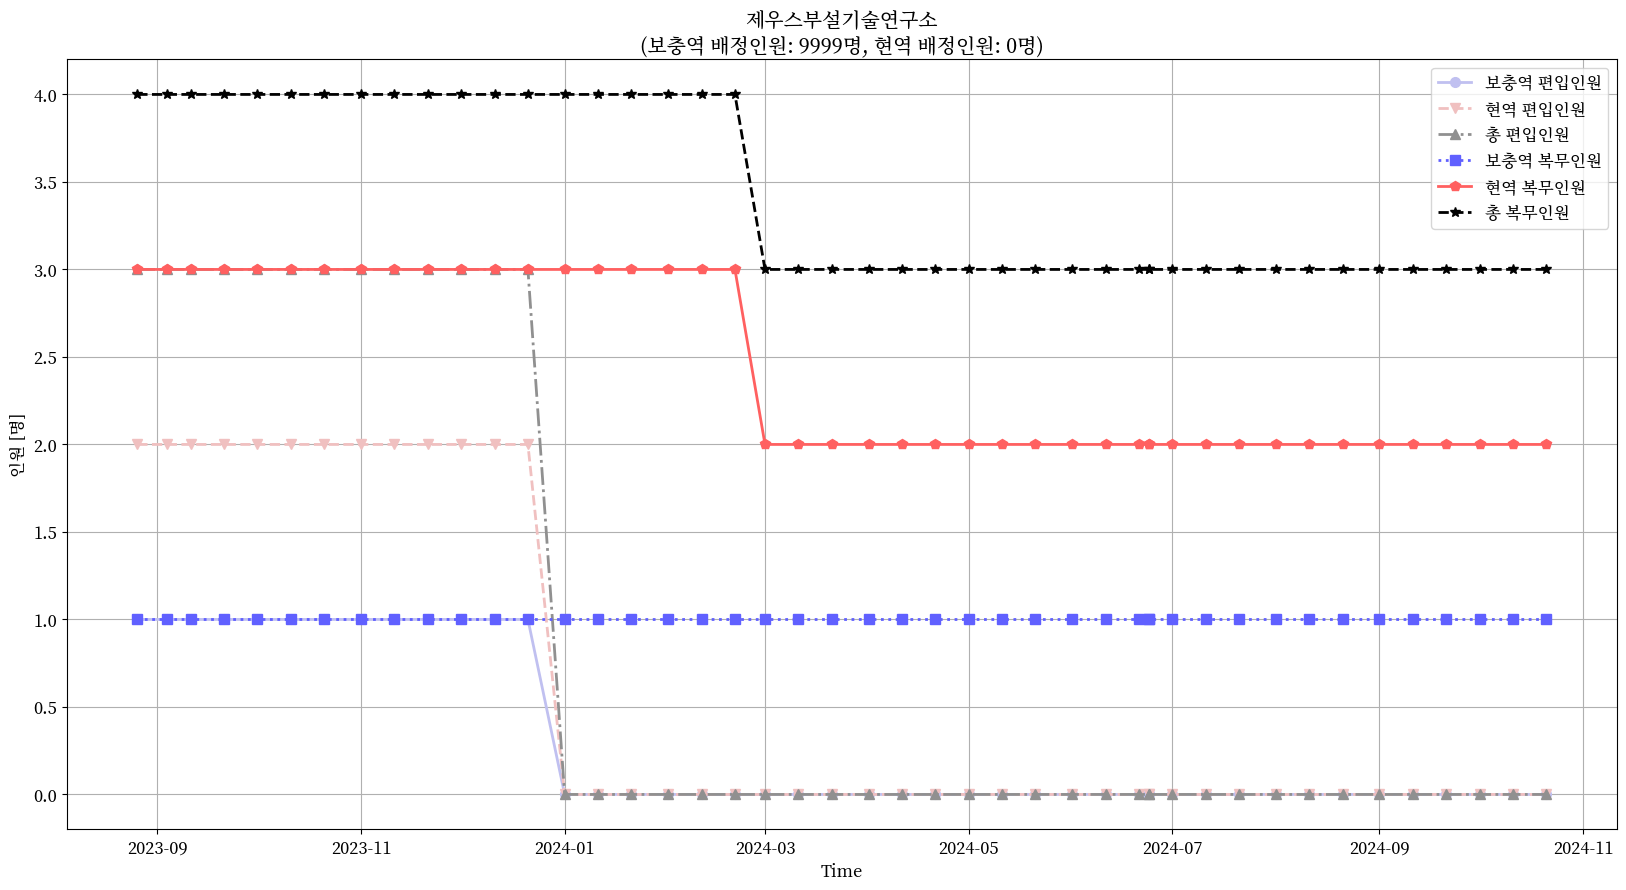 제우스부설기술연구소
(보충역 배정인원: 9999명, 현역 배정인원: 0명)
보충역 편입인원
현역 편입인원
총 편입인원
보충역 복무인원
현역 복무인원
총 복무인원
인원 [명]
4.0
3.5
3.0
2.5
2.0
1.5
1.0
0.5
0.0
2023-09 2023-11 2024-01 2024-03 2024-05 2024-07 2024-09 2024-11
Time